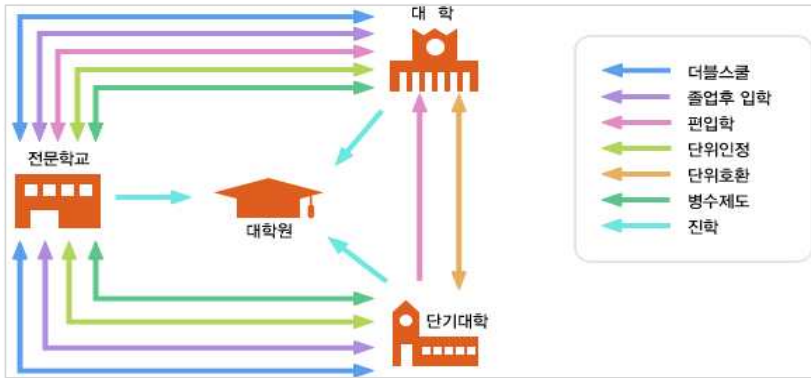 대 학
전문학교
대학원
단기대학
더블스쿨
졸업후 입학
편입학
단위인정
단위호환
병수제도
진학